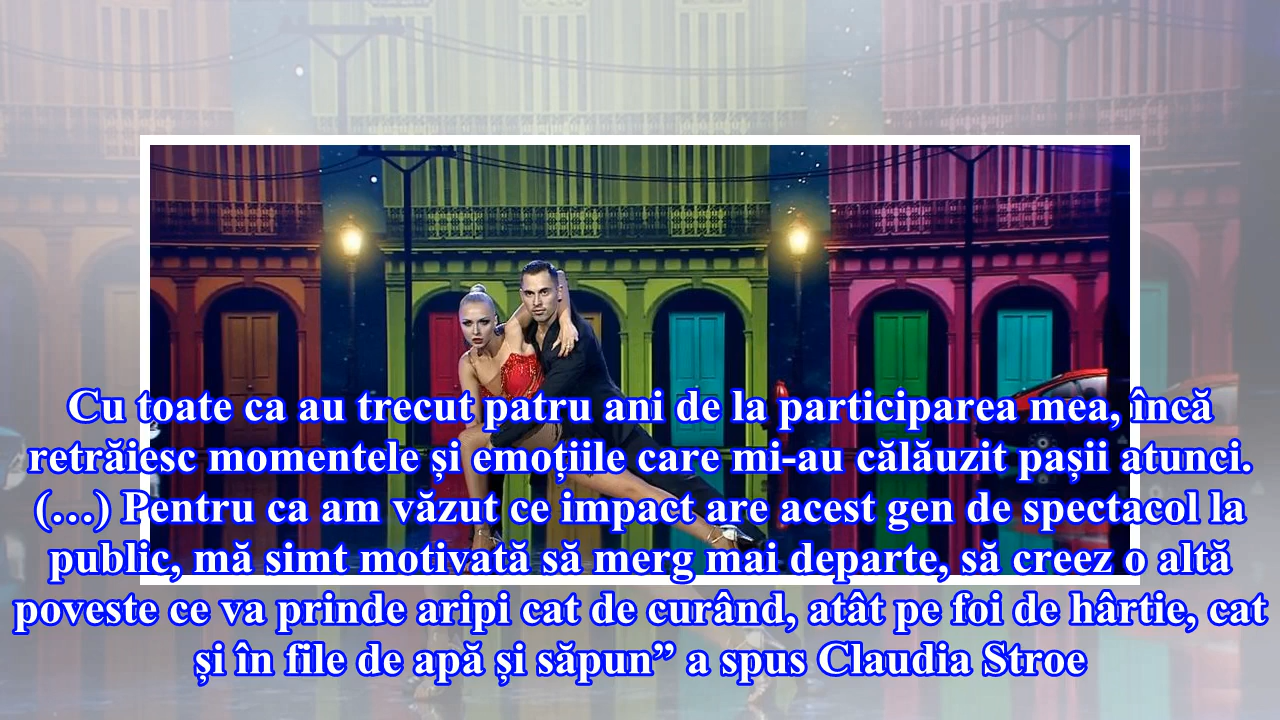 Cu toate ca au trecut patru ani de la participarea mea, încă
retrăiesc momentele și emoțiile care mi-au călăuzit pașii atunci.
(…) Pentru ca am văzut ce impact are acest gen de spectacol la
public, mă simt motivată să merg mai departe, să creez o altă
poveste ce va prinde aripi cat de curând, atât pe foi de hârtie, cat
și în file de apă și săpun” a spus Claudia Stroe